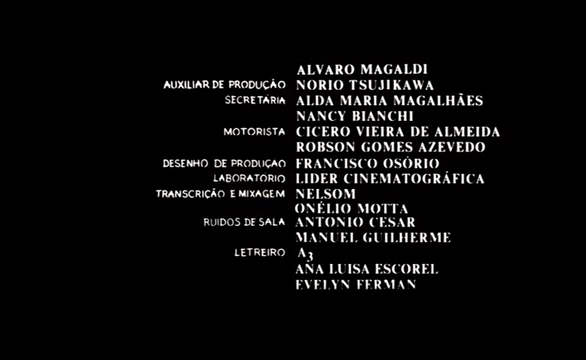 ALVARO MAGALDI
AUXILIAR DE PRODUÇÃO NORIO TSUJIKAWA
SECRETÁRIA ALDA MARIA MAGALHÃES
NANCY BIANCHI
MOTORISTA CICERO VIEIRA DE ALMEIDA
ROBSON GOMES AZEVEDO
DESENHO DE PRODUÇÃO FRANCISCO OSÓRIO
LABORATÓRIO LIDER CINEMATOGRÁFICA
TRANSCRIÇÃO E MIXAGEM NELSOM
ONÉLIO MOTTA
RUIDOS DE SALA ANTONIO CESAR
MANUEL GUILHERME
LETREIRO A3
ANA LUISA ESCOREL
EVELYN FERMAN